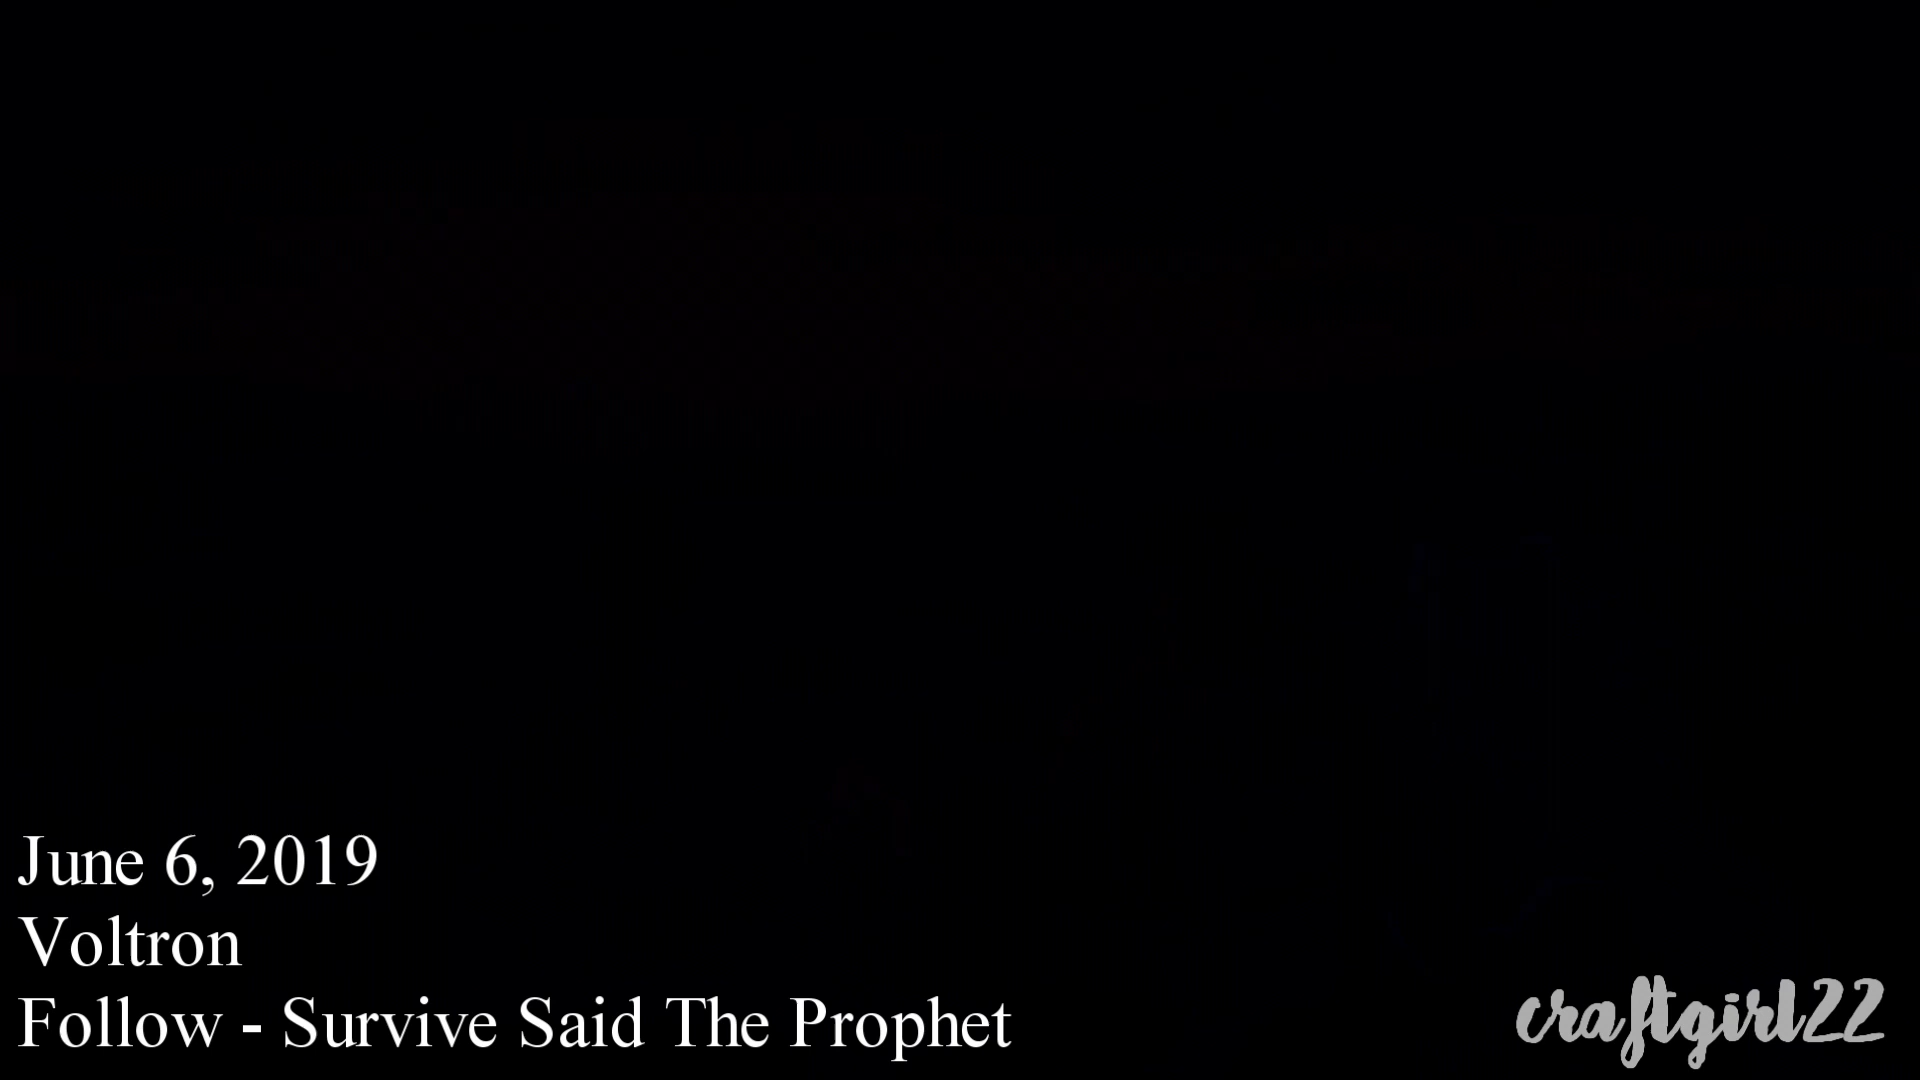 June 6, 2019
Voltron
Follow - Survive Said The Prophet
craftgirl22